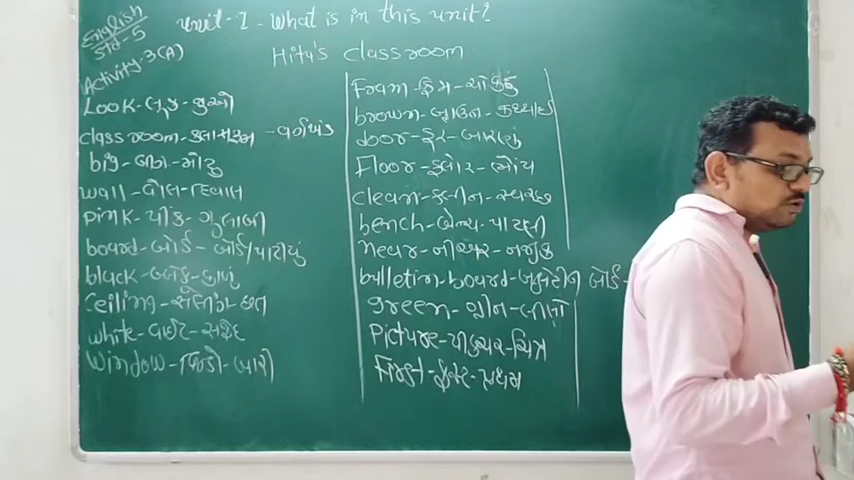 English
Std-5
Unit-1-What is in this unit?
Hitu's classroom
Activity-3(A)
Look-લૂક-જુઓ
classroom-ક્લાસરૂમ-વર્ગખંડ
big-બીગ-મોટુ
wall-વોલ-દિવાલ
pink-પીંક-ગુલાબી
board-બોર્ડ-બોર્ડ/પાટીયું
black-બ્લેક-કાળું
ceiling-સેલીંગ-છત
white-વાઈટ-સફેદ
window-વિન્ડો-બારી
Fram-ફ્રેમ-ચોકઠું
brown-બ્રાઉન-કથ્થાઈ
door-ડૂર-બારણું
Floor-ફ્લોર-ભોંય
clean-ક્લીન-સ્વચ્છ
bench-બેન્ચ-પાટલી
near-નીઅર-નજીક
bulletin-board-બુલેટીન બોર્ડ-
green-ગ્રીન-લીલો
Picture-પીક્ચર-ચિત્ર
First-ફર્સ્ટ-પ્રથમ